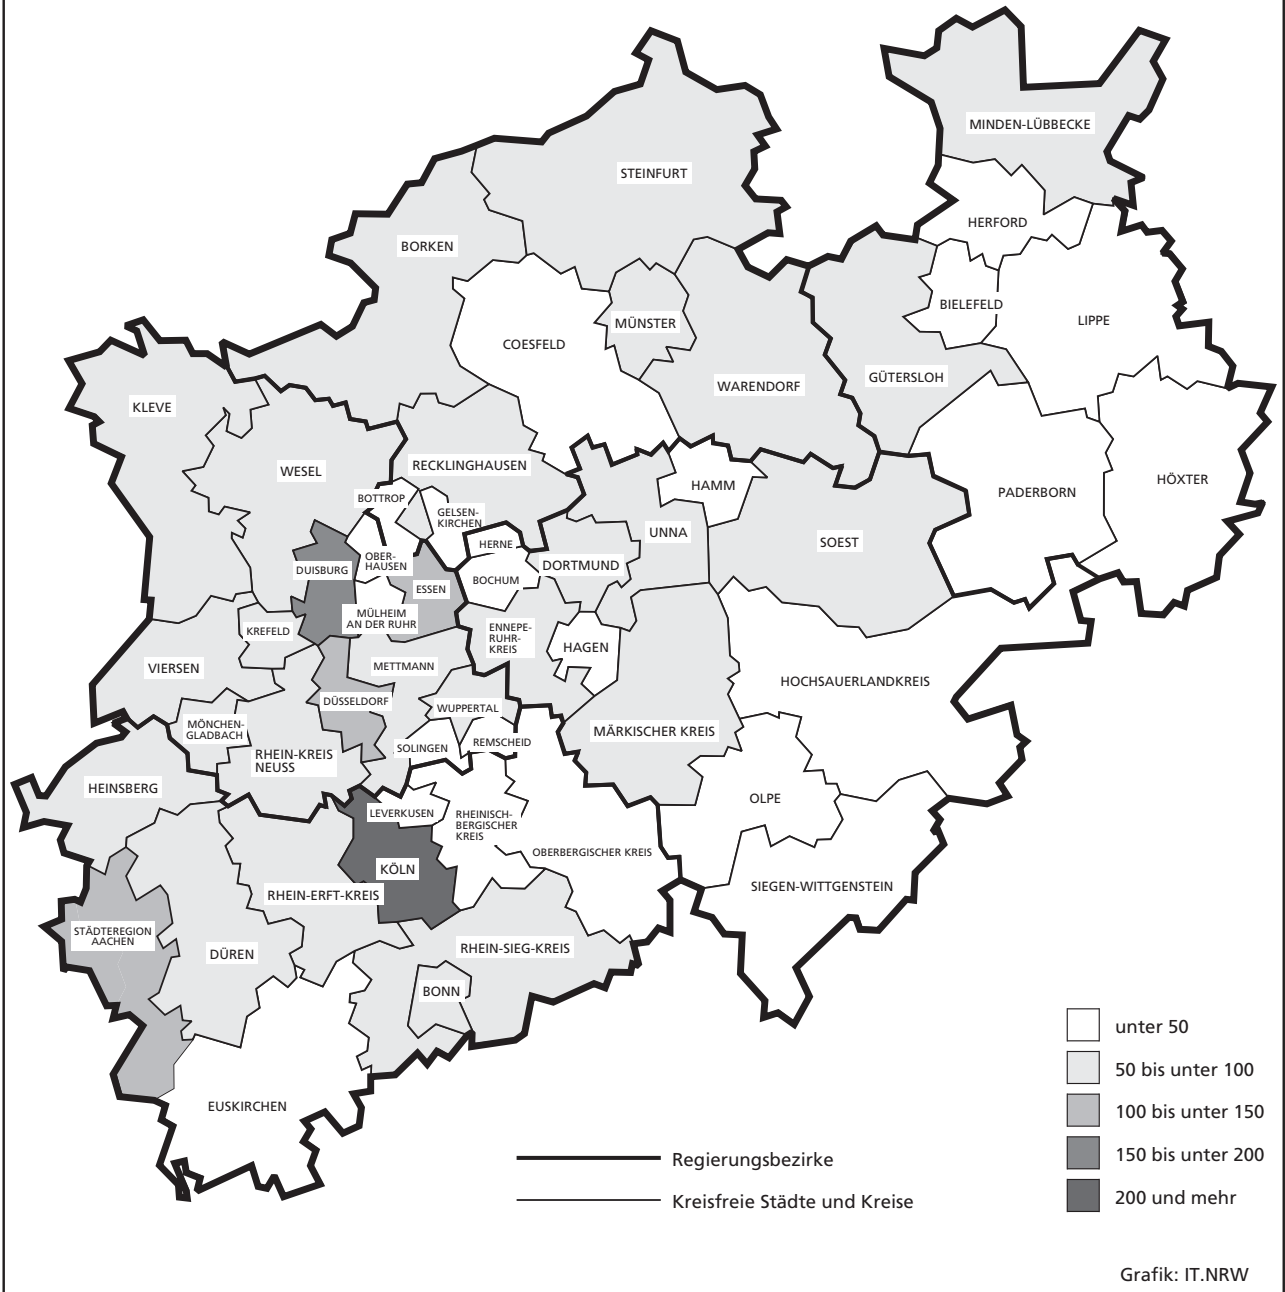 MINDEN-LÜBBECKE
STEINFURT
HERFORD
BORKEN
BIELEFELD
LIPPE
MÜNSTER
COESFELD
GÜTERSLOH
WARENDORF
KLEVE
RECKLINGHAUSEN
WESEL
HÖXTER
HAMM
PADERBORN
BOTTROP
GELSEN-
KIRCHEN
UNNA
SOEST
HERNE
OBER-
HAUSEN
DORTMUND
DUISBURG
BOCHUM
ESSEN
MÜLHEIM
AN DER RUHR
KREFELD
ENNEPE-
RUHR-
KREIS
HAGEN
METTMANN
VIERSEN
HOCHSAUERLANDKREIS
DÜSSELDORF
WUPPERTAL
MÖNCHEN-
GLADBACH
MÄRKISCHER KREIS
SOLINGEN
REMSCHEID
RHEIN-KREIS
NEUSS
HEINSBERG
OLPE
LEVERKUSEN
RHEINISCH-
BERGISCHER
KREIS
OBERBERGISCHER KREIS
KÖLN
SIEGEN-WITTGENSTEIN
RHEIN-ERFT-KREIS
STÄDTEREGION
AACHEN
DÜREN
RHEIN-SIEG-KREIS
BONN
EUSKIRCHEN
unter 50
50 bis unter 100
100 bis unter 150
150 bis unter 200
200 und mehr
Regierungsbezirke
Kreisfreie Städte und Kreise
Grafik: IT.NRW